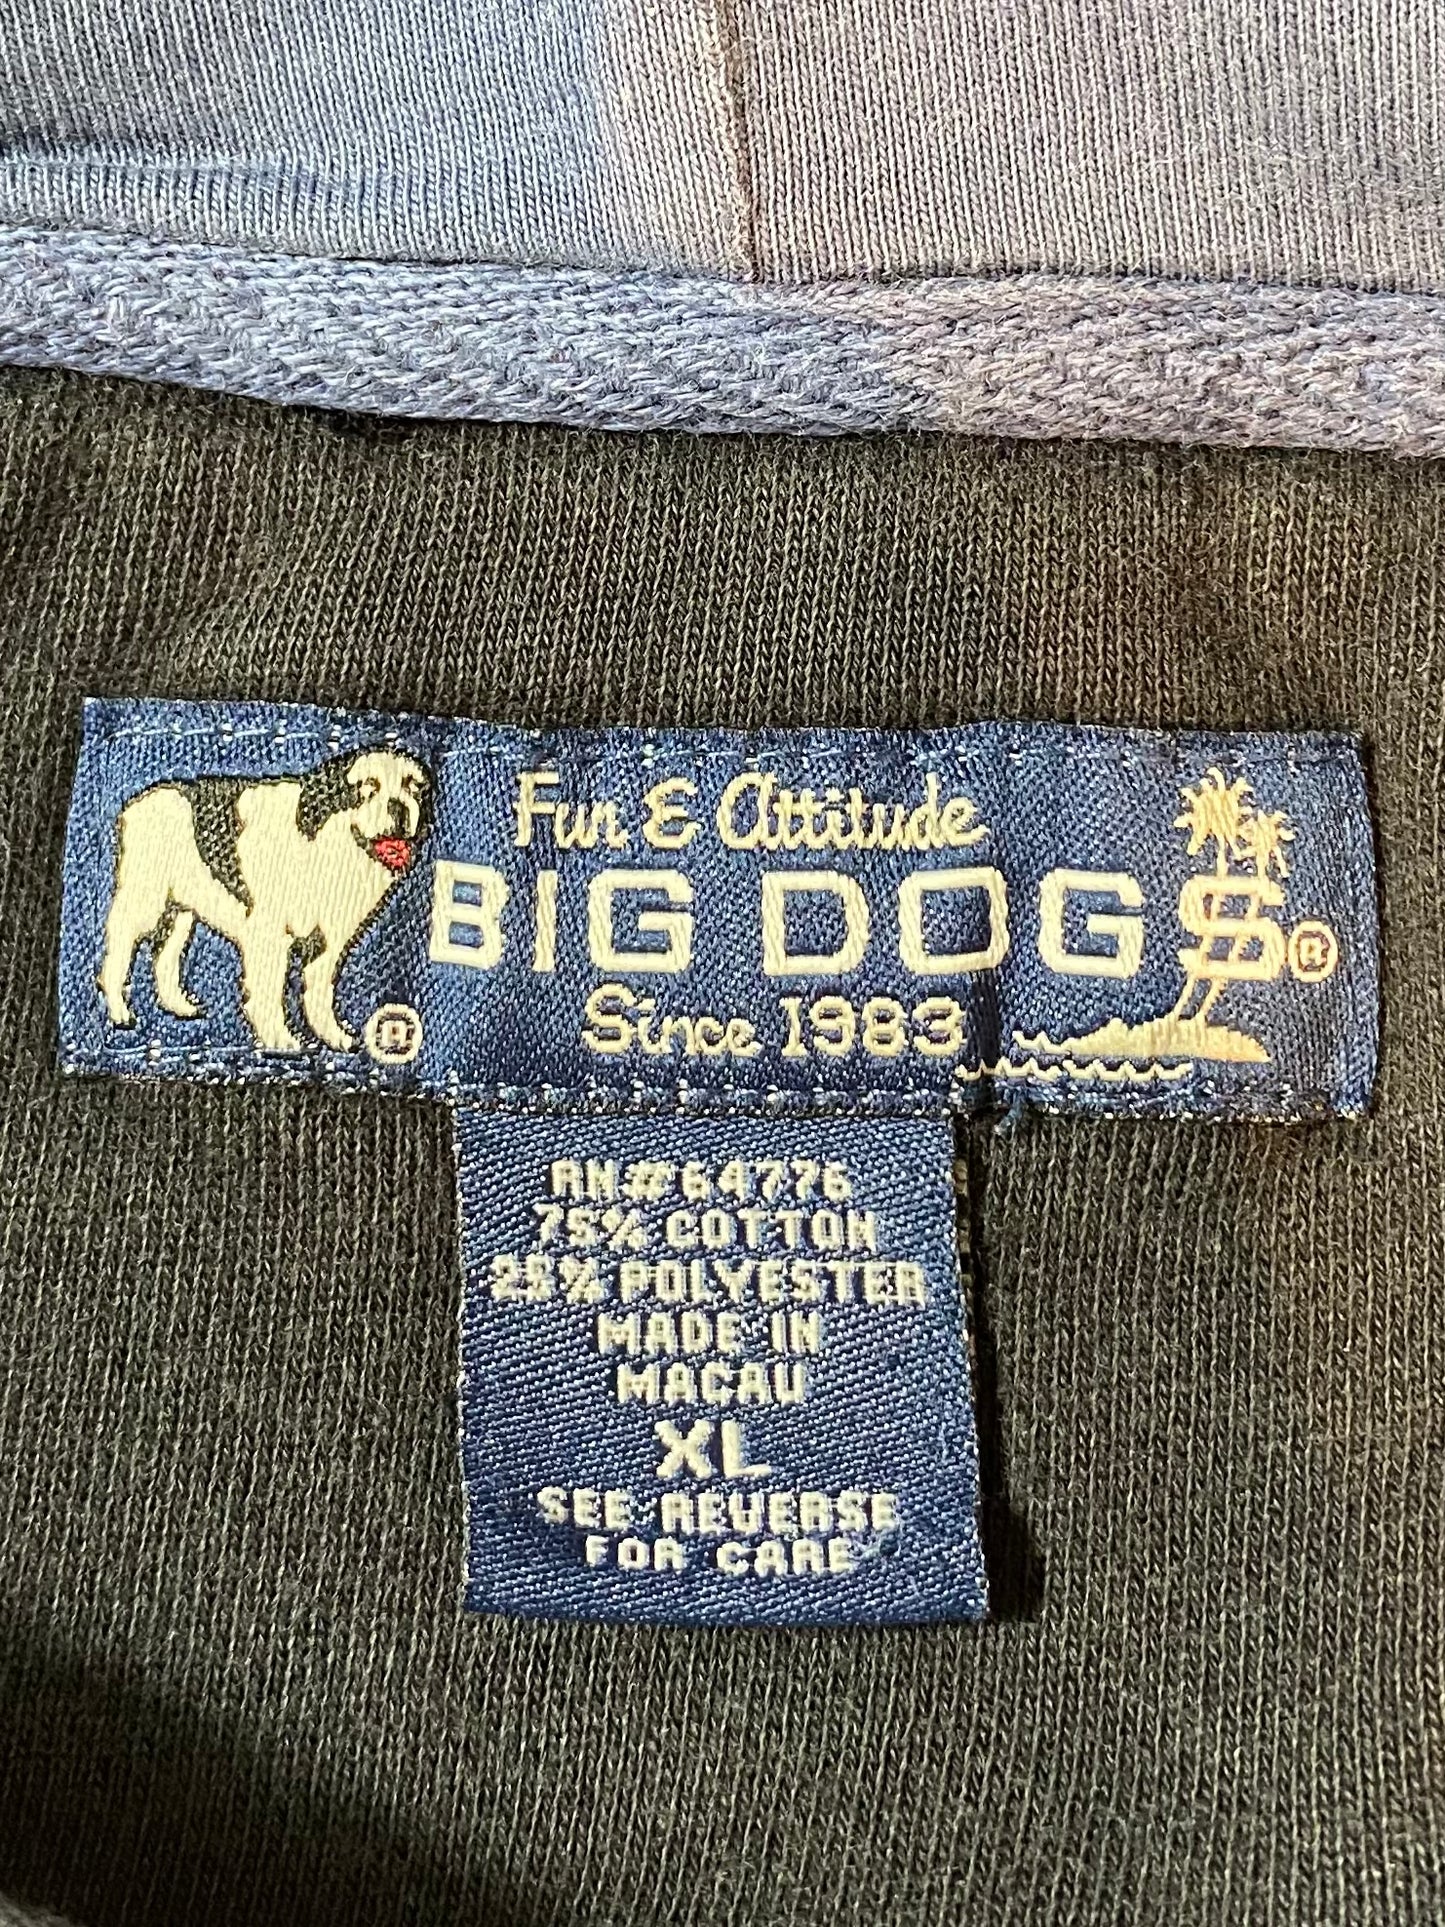 Fun & Attitude
BIG DOGS®
Since 1983
®
RN#64776
75% COTTON
25% POLYESTER
MADE IN
MACAU
XL
SEE REVERSE
FOR CARE